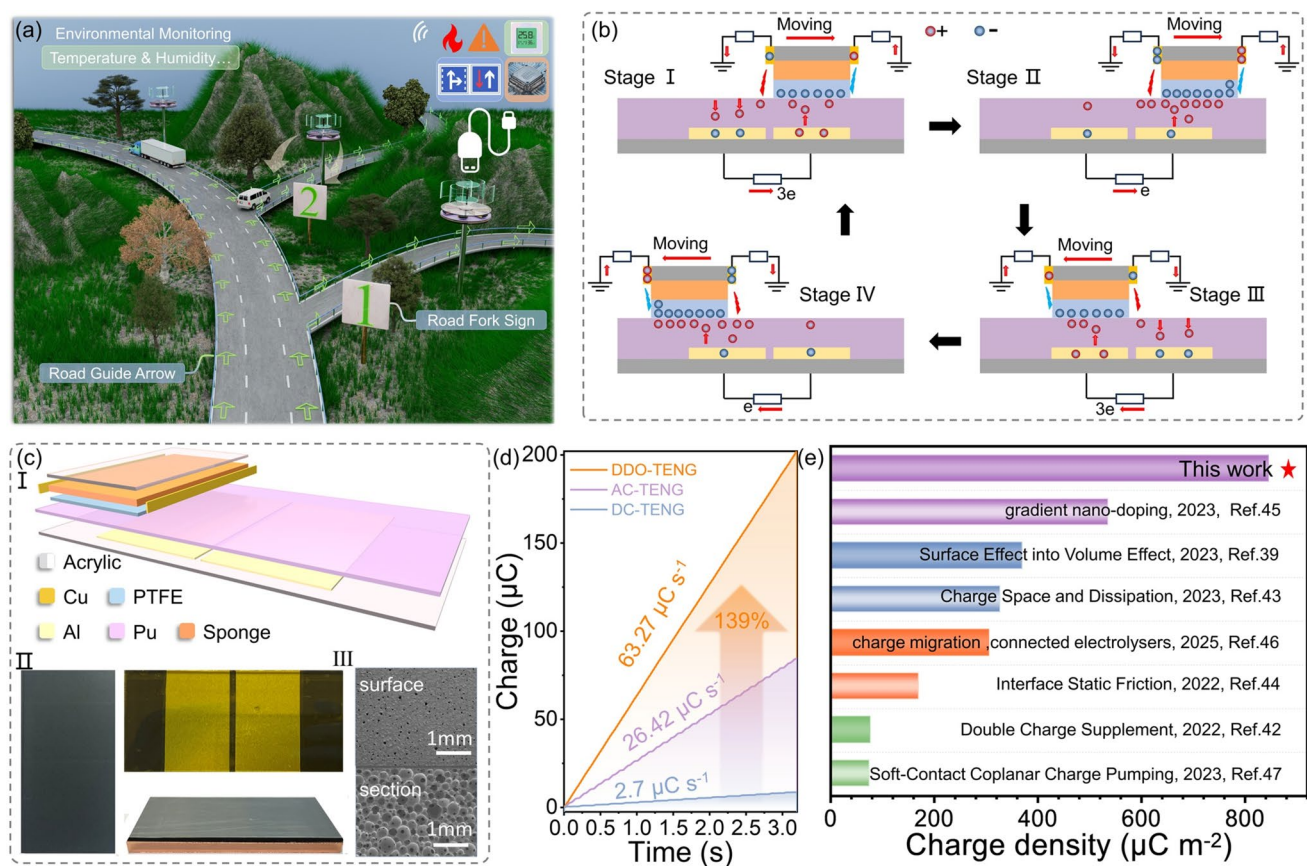 (a)
Environmental Monitoring
Temperature & Humidity...
2
1
Road Fork Sign
Road Guide Arrow
(b)
Moving
+
-
Moving
Stage Ⅰ
Stage Ⅱ
3e
e
Moving
Moving
Stage Ⅳ
Stage Ⅲ
e
3e
(c)
Ⅰ
Acrylic
Cu
PTFE
Al
Pu
Sponge
Ⅱ
Ⅲ
surface
1mm
section
1mm
(d)
DDO-TENG
AC-TENG
DC-TENG
63.27 μC s⁻¹
139%
26.42 μC s⁻¹
2.7 μC s⁻¹
200
150
100
50
0
Charge (μC)
0.0 0.5 1.0 1.5 2.0 2.5 3.0
Time (s)
(e)
This work
gradient nano-doping, 2023, Ref.45
Surface Effect into Volume Effect, 2023, Ref.39
Charge Space and Dissipation, 2023, Ref.43
charge migration ,connected electrolysers, 2025, Ref.46
Interface Static Friction, 2022, Ref.44
Double Charge Supplement, 2022, Ref.42
Soft-Contact Coplanar Charge Pumping, 2023, Ref.47
0 200 400 600 800
Charge density (μC m⁻²)